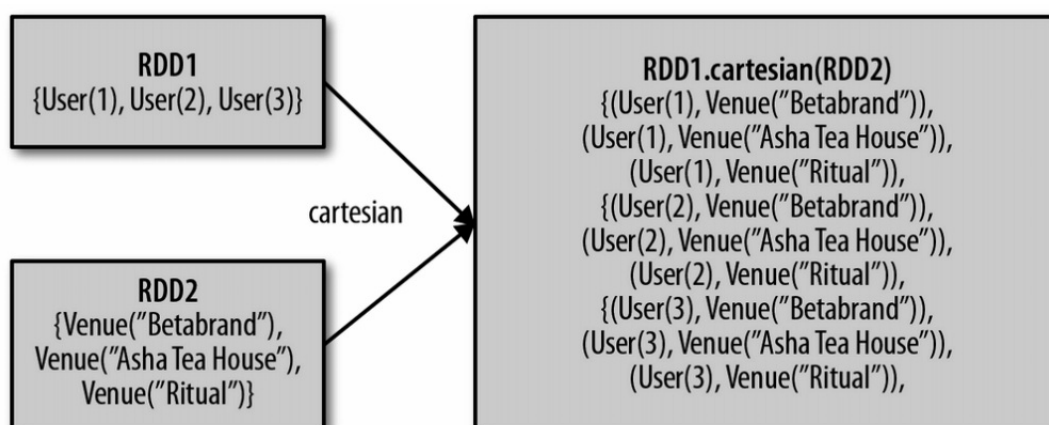 RDD1
{User(1), User(2), User(3)}
cartesian
RDD2
{Venue("Betabrand"),
Venue("Asha Tea House"),
Venue("Ritual")}
RDD1.cartesian(RDD2)
{(User(1), Venue("Betabrand")),
(User(1), Venue("Asha Tea House")),
(User(1), Venue("Ritual")),
{(User(2), Venue("Betabrand")),
(User(2), Venue("Asha Tea House")),
(User(2), Venue("Ritual")),
{(User(3), Venue("Betabrand")),
(User(3), Venue("Asha Tea House")),
(User(3), Venue("Ritual")),